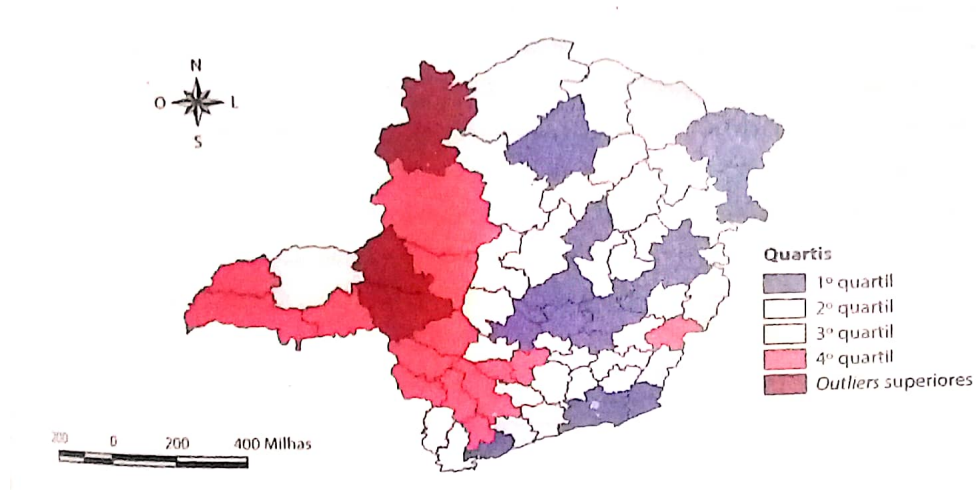 N
O L
S
Quartis
1º quartil
2º quartil
3º quartil
4º quartil
Outliers superiores
200 0 200 400 Milhas